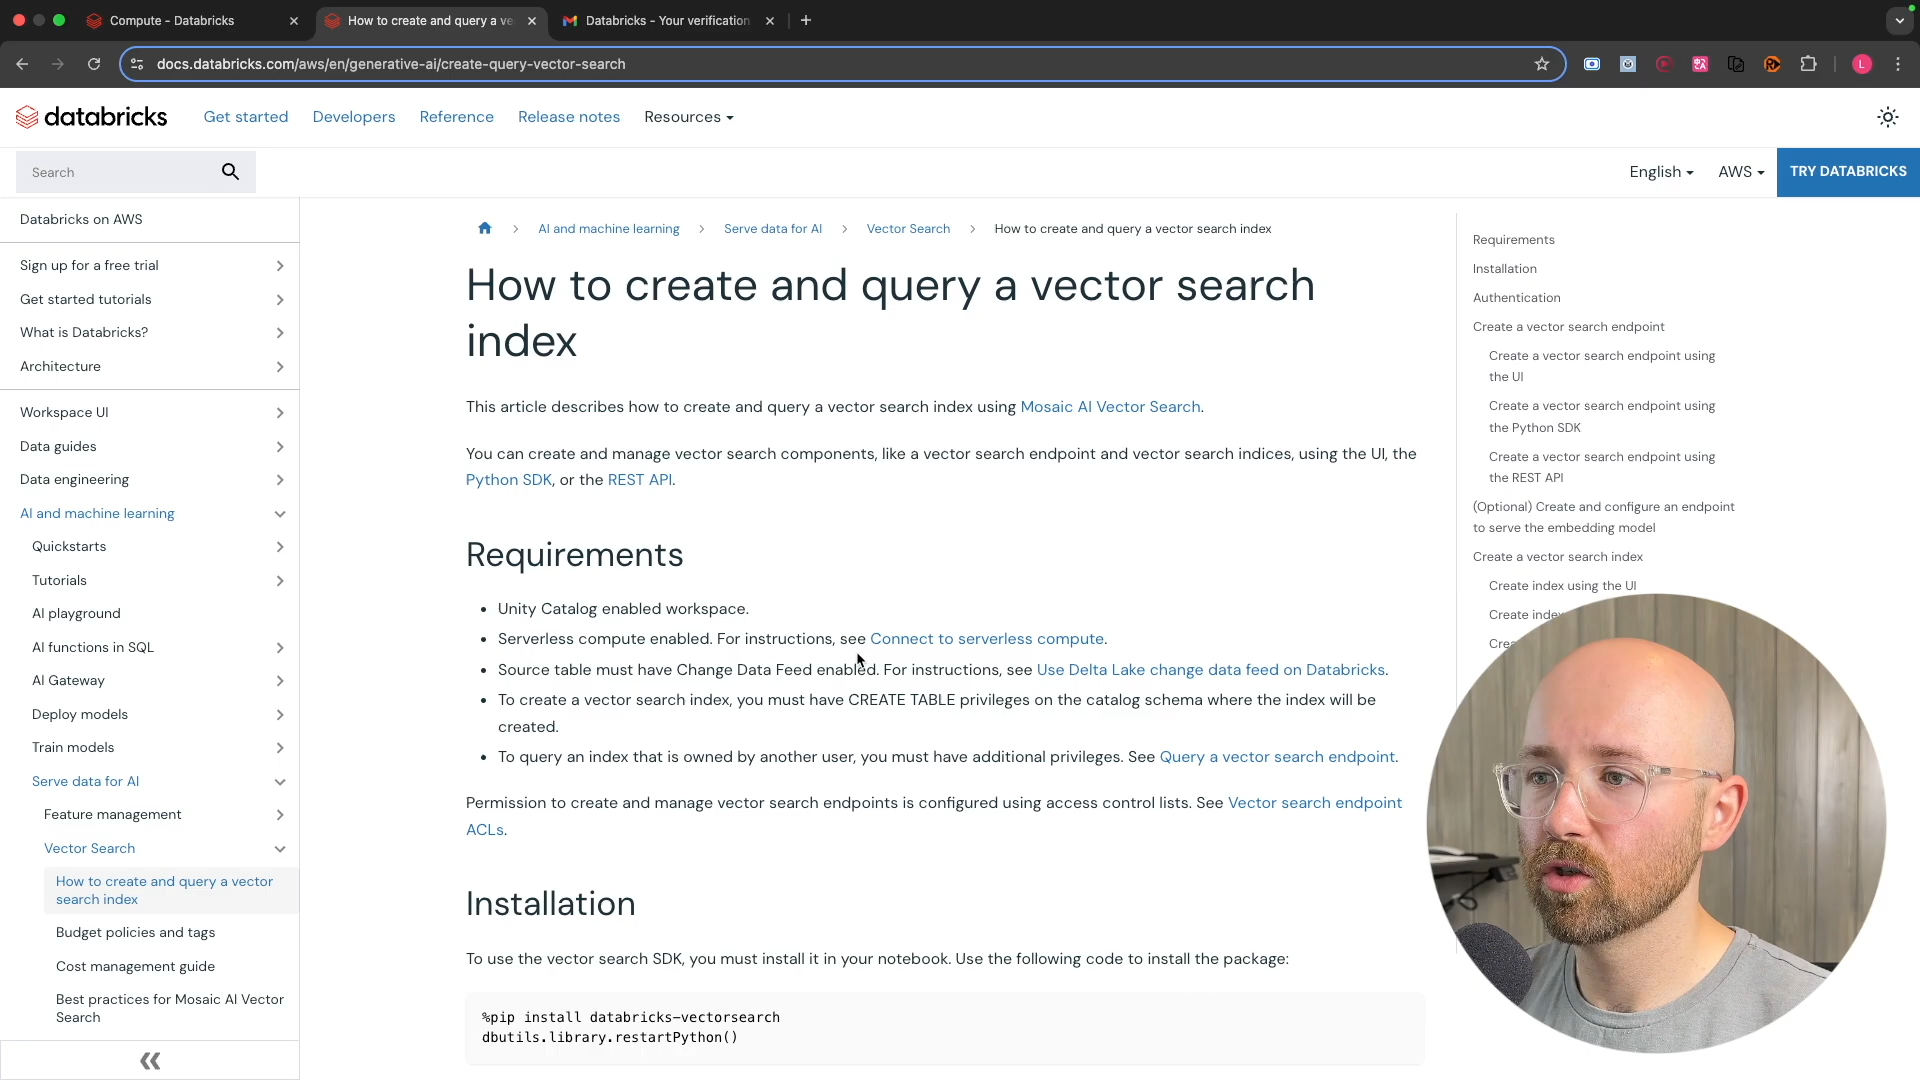 Compute - Databricks
How to create and query a ve
Databricks - Your verification
docs.databricks.com/aws/en/generative-ai/create-query-vector-search
L
databricks
Get started
Developers
Reference
Release notes
Resources
Search
English
AWS
TRY DATABRICKS
Databricks on AWS
Sign up for a free trial
Get started tutorials
What is Databricks?
Architecture
Workspace UI
Data guides
Data engineering
AI and machine learning
Quickstarts
Tutorials
AI playground
AI functions in SQL
AI Gateway
Deploy models
Train models
Serve data for AI
Feature management
Vector Search
How to create and query a vector
search index
Budget policies and tags
Cost management guide
Best practices for Mosaic AI Vector
Search
AI and machine learning > Serve data for AI > Vector Search > How to create and query a vector search index
How to create and query a vector search
index
This article describes how to create and query a vector search index using Mosaic AI Vector Search.
You can create and manage vector search components, like a vector search endpoint and vector search indices, using the UI, the
Python SDK, or the REST API.
Requirements
• Unity Catalog enabled workspace.
• Serverless compute enabled. For instructions, see Connect to serverless compute.
• Source table must have Change Data Feed enabled. For instructions, see Use Delta Lake change data feed on Databricks.
• To create a vector search index, you must have CREATE TABLE privileges on the catalog schema where the index will be
created.
• To query an index that is owned by another user, you must have additional privileges. See Query a vector search endpoint.
Permission to create and manage vector search endpoints is configured using access control lists. See Vector search endpoint
ACLs.
Installation
To use the vector search SDK, you must install it in your notebook. Use the following code to install the package:
%pip install databricks-vectorsearch
dbutils.library.restartPython()
Requirements
Installation
Authentication
Create a vector search endpoint
Create a vector search endpoint using
the UI
Create a vector search endpoint using
the Python SDK
Create a vector search endpoint using
the REST API
(Optional) Create and configure an endpoint
to serve the embedding model
Create a vector search index
Create index using the UI
Create